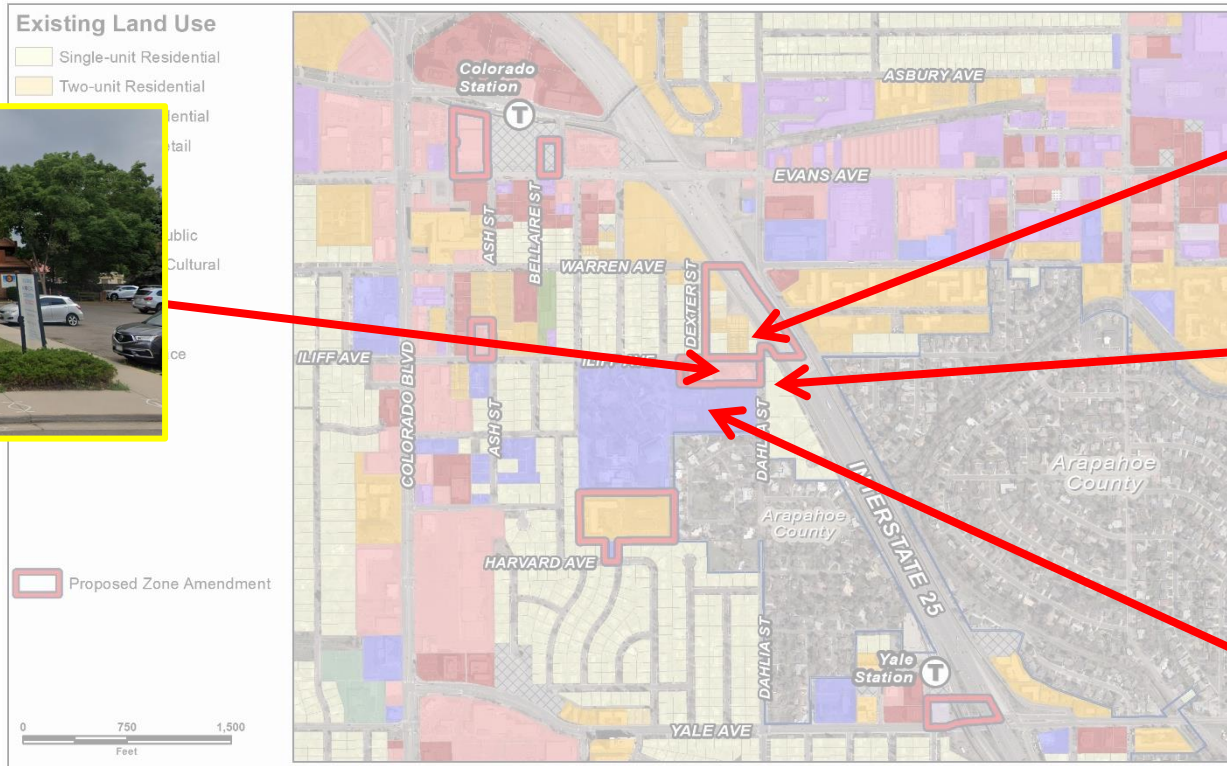 Existing Land Use
Single-unit Residential
Two-unit Residential
dential
etail
ublic
Cultural
ce
Proposed Zone Amendment
0 750 1,500
Feet
Colorado
Station
T
ASBURY AVE
EVANS AVE
ASH ST
BELLAIRE ST
WARREN AVE
DEXTER ST
ILIFF AVE
ILIFF AVE
COLORADO BLVD
ASH ST
DAHLIA ST
INTERSTATE 25
Arapahoe
County
Arapahoe
County
HARVARD AVE
DAHLIA ST
Yale
Station
T
YALE AVE